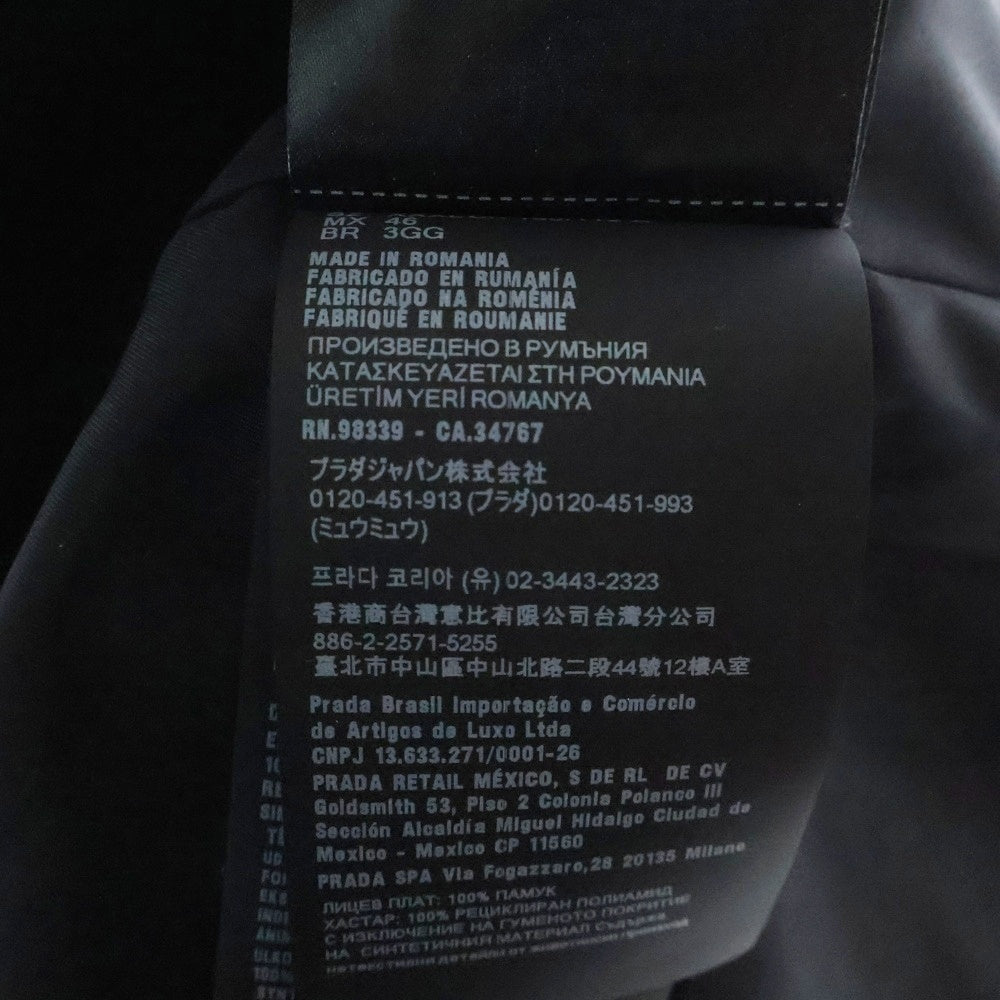 MX 46
BR 3GG
MADE IN ROMANIA
FABRICADO EN RUMANÍA
FABRICADO NA ROMÉNIA
FABRIQUÉ EN ROUMANIE
ПРОИЗВЕДЕНО В РУМЪНИЯ
ΚΑΤΑΣΚΕΥΑΖΕΤΑΙ ΣΤΗ ΡΟΥΜΑΝΙΑ
ÜRETİM YERİ ROMANYA
RN.98339 - CA.34767
プラダジャパン株式会社
0120-451-913 (プラダ)0120-451-993
(ミュウミュウ)
프라다 코리아 (유) 02-3443-2323
香港商台灣意比有限公司台灣分公司
886-2-2571-5255
臺北市中山區中山北路二段44號12樓A室
Prada Brasil Importação e Comércio
de Artigos de Luxo Ltda
CNPJ 13.633.271/0001-26
PRADA RETAIL MÉXICO, S DE RL DE CV
Goldsmith 53, Piso 2 Colonia Polanco III
Sección Alcaldía Miguel Hidalgo Ciudad de
Mexico - Mexico CP 11560
PRADA SPA Via Fogazzaro,28 20135 Milano
ЛИЦЕВ ПЛАТ: 100% ПАМУК
ХАСТАР: 100% РЕЦИКЛИРАН ПОЛИАМИД
С ИЗКЛЮЧЕНИЕ НА ГУМЕНОТО ПОКРИТИЕ
НА СИНТЕТИЧНИЯ МАТЕРИАЛ СЪДЪРЖА